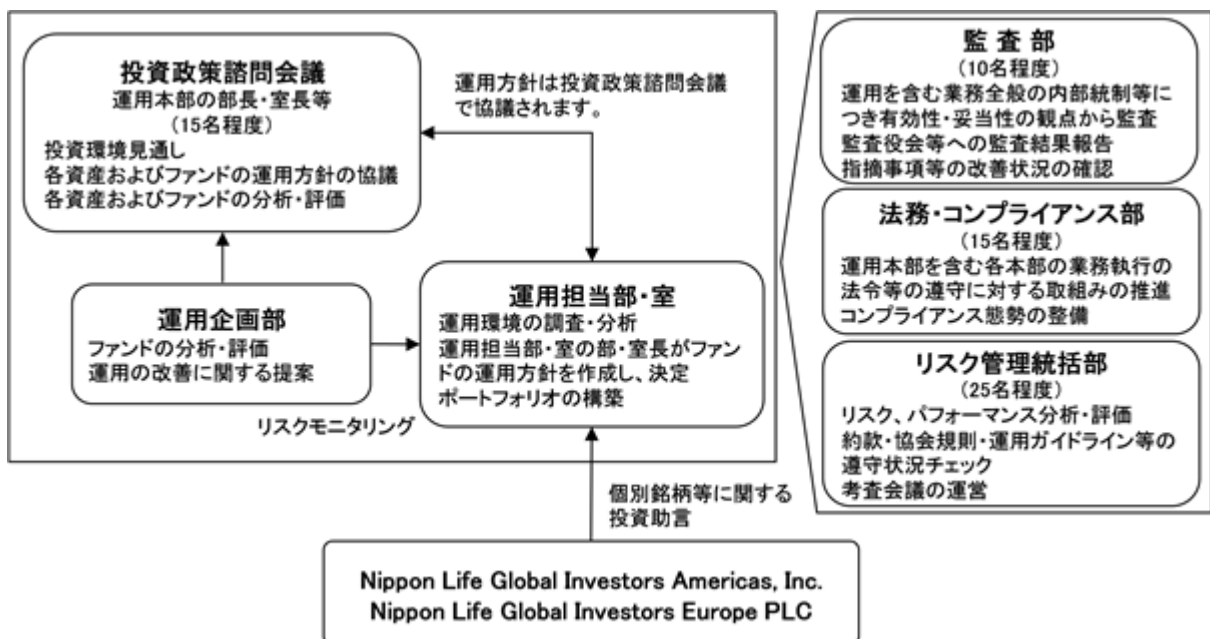 投資政策諮問会議
運用本部の部長・室長等
(15名程度)
投資環境見通し
各資産およびファンドの運用方針の協議
各資産およびファンドの分析・評価
運用方針は投資政策諮問会議
で協議されます。
運用企画部
ファンドの分析・評価
運用の改善に関する提案
リスクモニタリング
運用担当部・室
運用環境の調査・分析
運用担当部・室の部・室長がファン
ドの運用方針を作成し、決定
ポートフォリオの構築
個別銘柄等に関する
投資助言
Nippon Life Global Investors Americas, Inc.
Nippon Life Global Investors Europe PLC
監 査 部
(10名程度)
運用を含む業務全般の内部統制等に
つき有効性・妥当性の観点から監査
監査役会等への監査結果報告
指摘事項等の改善状況の確認
法務・コンプライアンス部
(15名程度)
運用本部を含む各本部の業務執行の
法令等の遵守に対する取組みの推進
コンプライアンス態勢の整備
リスク管理統括部
(25名程度)
リスク、パフォーマンス分析・評価
約款・協会規則・運用ガイドライン等の
遵守状況チェック
考査会議の運営